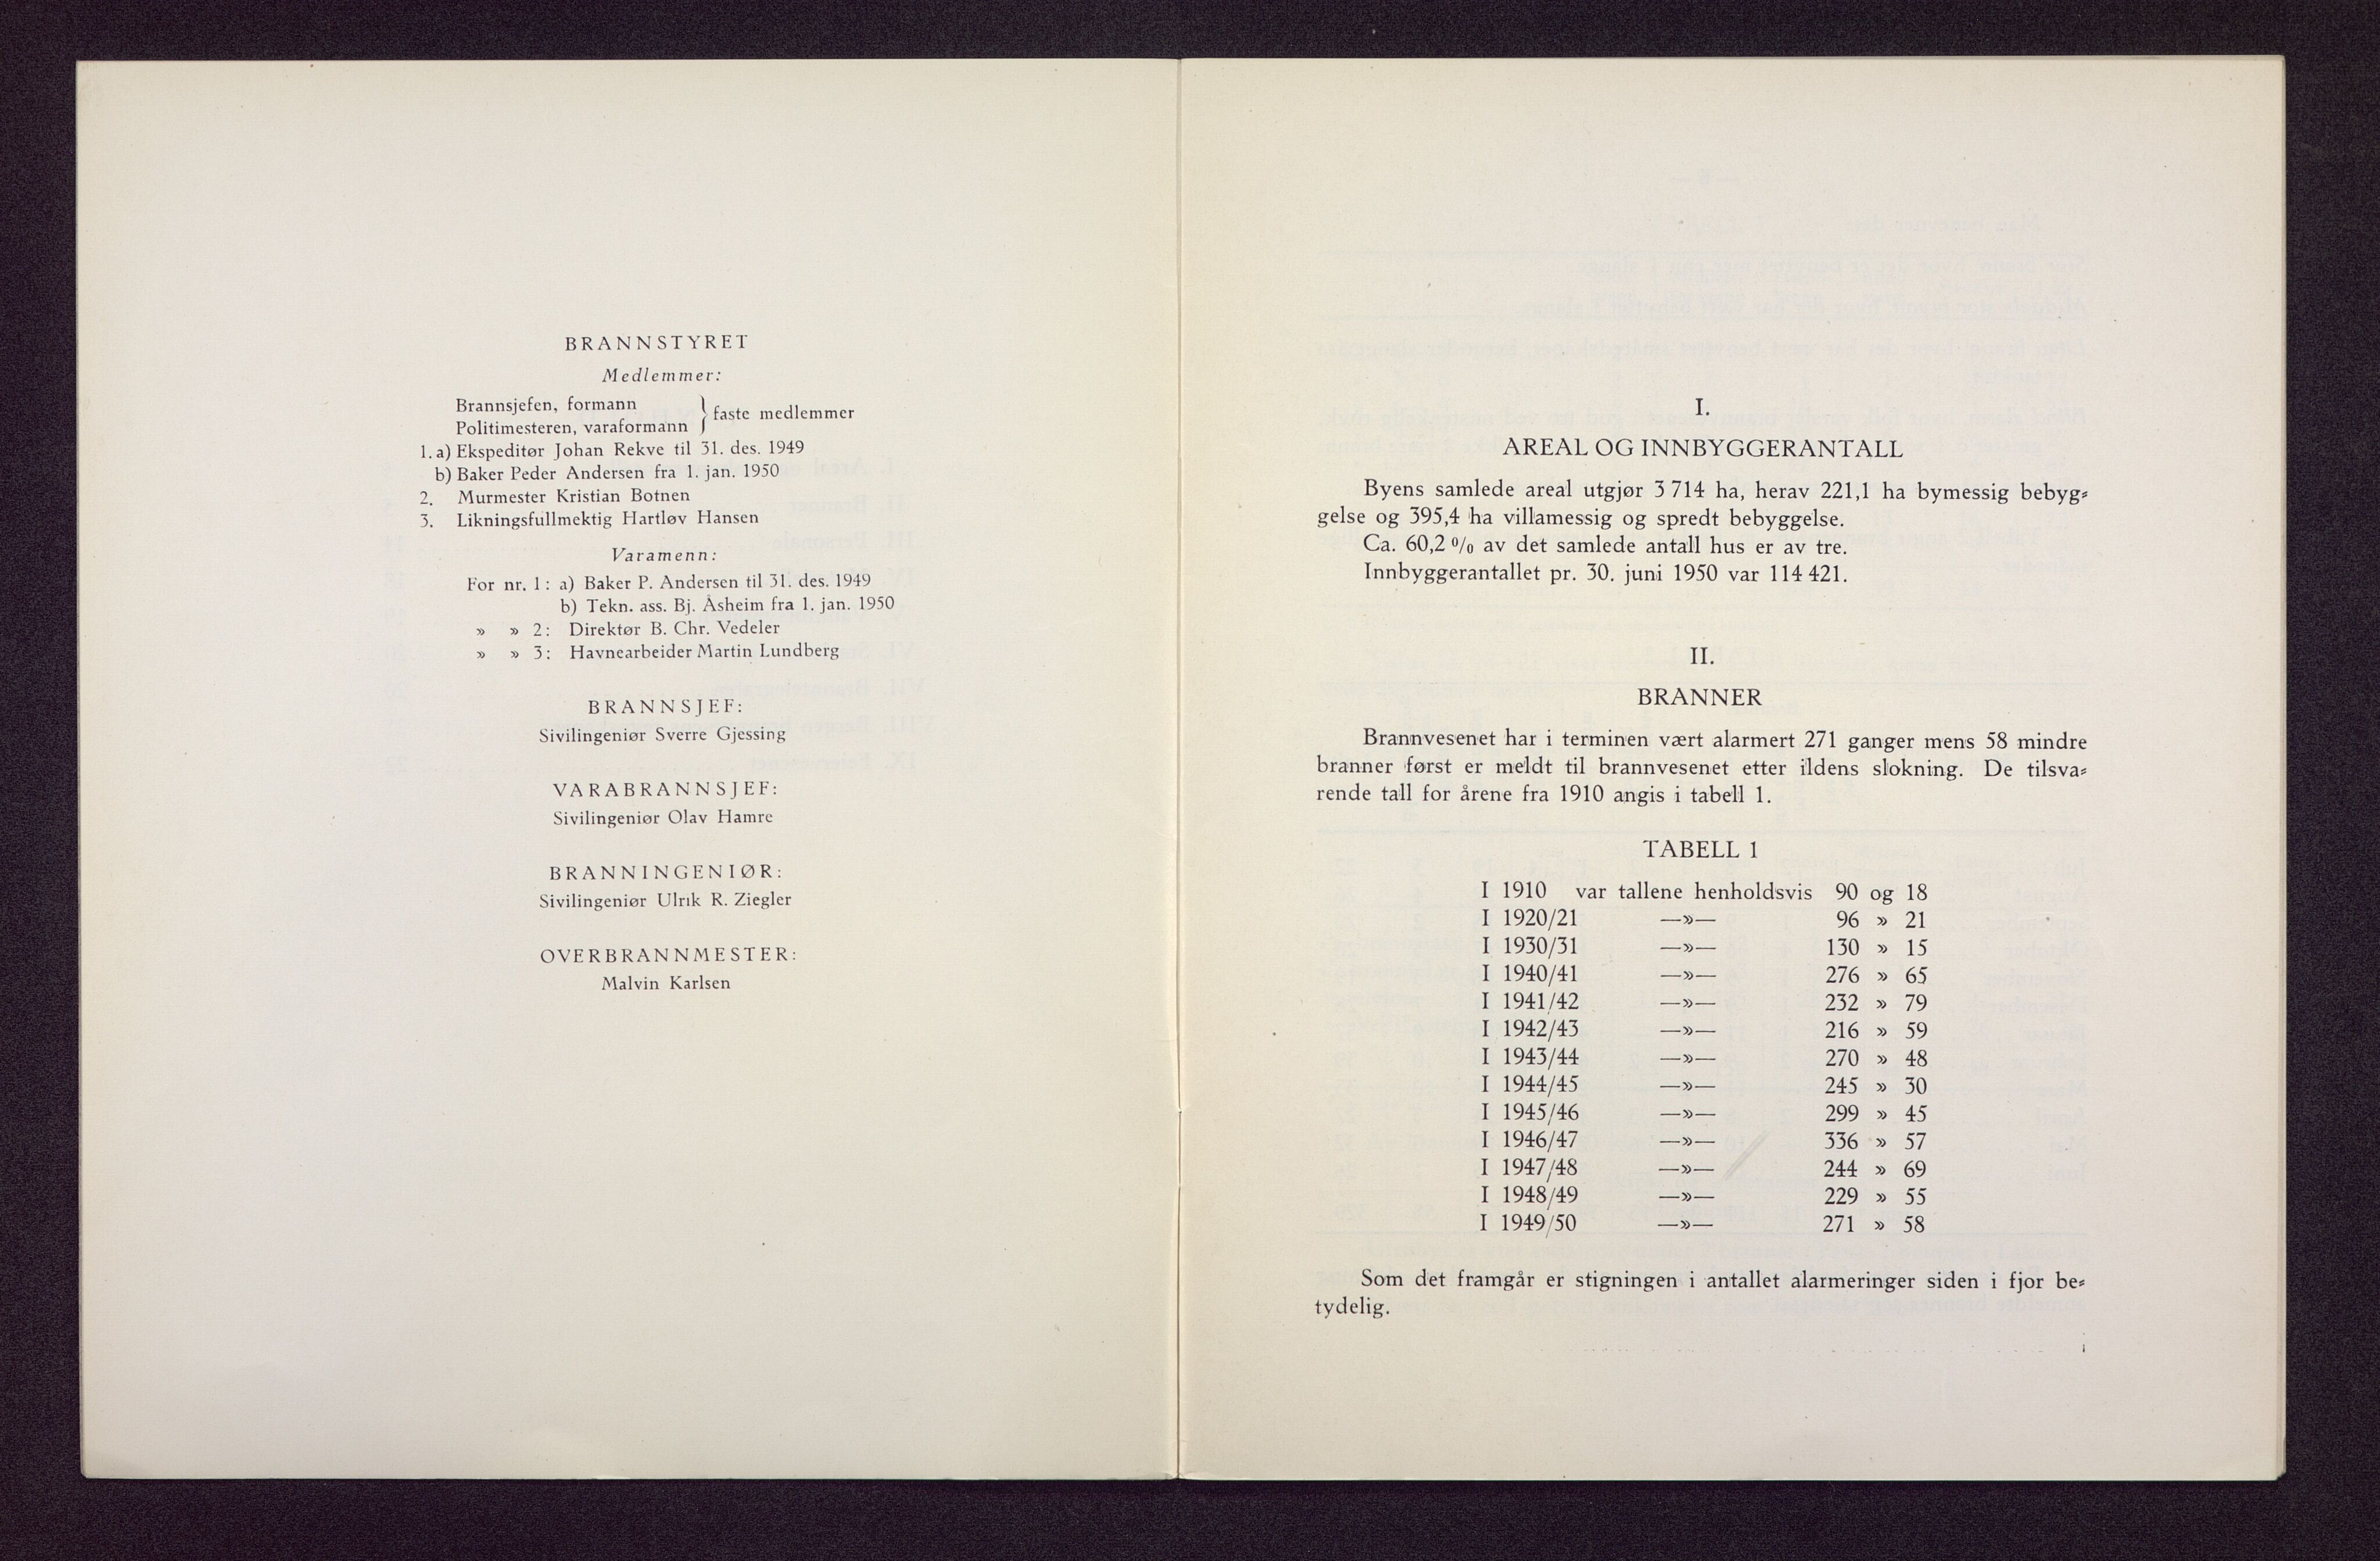 BRANNSTYRET
Medlemmer:
Brannsjefen, formann
Politimesteren, varaformann } faste medlemmer
1. a) Ekspeditør Johan Rekve til 31. des. 1949
b) Baker Peder Andersen fra 1. jan. 1950
2. Murmester Kristian Botnen
3. Likningsfullmektig Hartløv Hansen
Varamenn:
For nr. 1: a) Baker P. Andersen til 31. des. 1949
b) Tekn. ass. Bj. Åsheim fra 1. jan. 1950
» » 2: Direktør B. Chr. Vedeler
» » 3: Havnearbeider Martin Lundberg
BRANNSJEF:
Sivilingeniør Sverre Gjessing
VARABRANNSJEF:
Sivilingeniør Olav Hamre
BRANNINGENIØR:
Sivilingeniør Ulrik R. Ziegler
OVERBRANNMESTER:
Malvin Karlsen
I.
AREAL OG INNBYGGERANTALL
Byens samlede areal utgjør 3 714 ha, herav 221,1 ha bymessig bebyg-
gelse og 395,4 ha villamessig og spredt bebyggelse.
Ca. 60,2 % av det samlede antall hus er av tre.
Innbyggerantallet pr. 30. juni 1950 var 114 421.
II.
BRANNER
Brannvesenet har i terminen vært alarmert 271 ganger mens 58 mindre
branner først er meldt til brannvesenet etter ildens slokning. De tilsva-
rende tall for årene fra 1910 angis i tabell 1.
TABELL 1
I 1910 var tallene henholdsvis 90 og 18
I 1920/21 —»— 96 » 21
I 1930/31 —»— 130 » 15
I 1940/41 —»— 276 » 65
I 1941/42 —»— 232 » 79
I 1942/43 —»— 216 » 59
I 1943/44 —»— 270 » 48
I 1944/45 —»— 245 » 30
I 1945/46 —»— 299 » 45
I 1946/47 —»— 336 » 57
I 1947/48 —»— 244 » 69
I 1948/49 —»— 229 » 55
I 1949/50 —»— 271 » 58
Som det framgår er stigningen i antallet alarmeringer siden i fjor be-
tydelig.